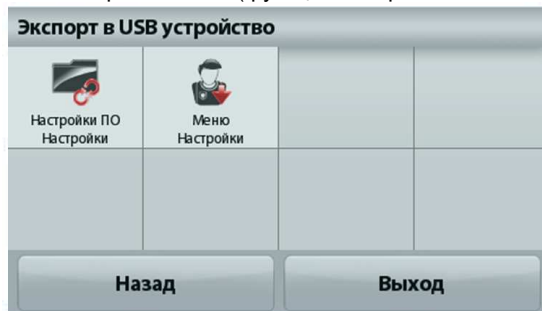 Экспорт в USB устройство
Настройки ПО
Настройки
Меню
Настройки
Назад
Выход